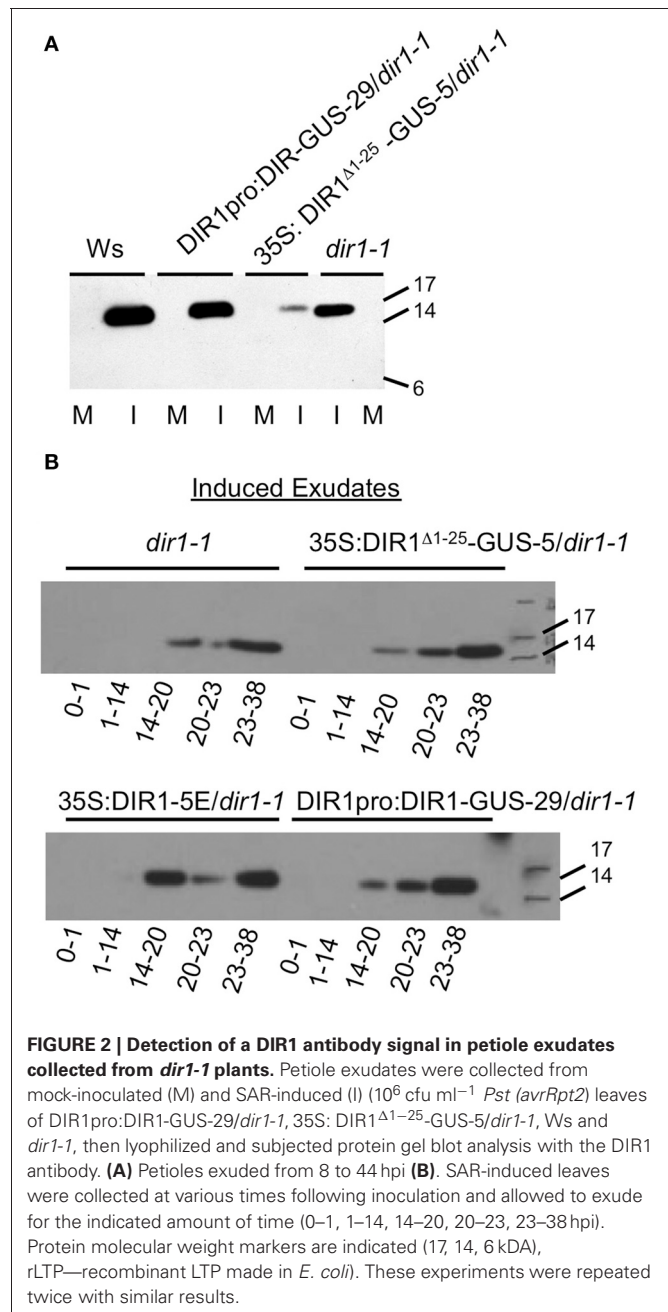 A
Ws
DIR1pro:DIR-GUS-29/dir1-1
35S: DIR1Δ1-25 -GUS-5/dir1-1
dir1-1
17
14
6
M I M I M I I M
B
Induced Exudates
dir1-1
35S:DIR1Δ1-25-GUS-5/dir1-1
17
14
0-1 1-14 14-20 20-23 23-38 0-1 1-14 14-20 20-23 23-38
35S:DIR1-5E/dir1-1
DIR1pro:DIR1-GUS-29/dir1-1
17
14
0-1 1-14 14-20 20-23 23-38 0-1 1-14 14-20 20-23 23-38
FIGURE 2 | Detection of a DIR1 antibody signal in petiole exudates
collected from dir1-1 plants. Petiole exudates were collected from
mock-inoculated (M) and SAR-induced (I) (10⁶ cfu ml⁻¹ Pst (avrRpt2) leaves
of DIR1pro:DIR1-GUS-29/dir1-1, 35S: DIR1Δ1−25-GUS-5/dir1-1, Ws and
dir1-1, then lyophilized and subjected protein gel blot analysis with the DIR1
antibody. (A) Petioles exuded from 8 to 44 hpi (B). SAR-induced leaves
were collected at various times following inoculation and allowed to exude
for the indicated amount of time (0–1, 1–14, 14–20, 20–23, 23–38 hpi).
Protein molecular weight markers are indicated (17, 14, 6 kDA),
rLTP—recombinant LTP made in E. coli). These experiments were repeated
twice with similar results.